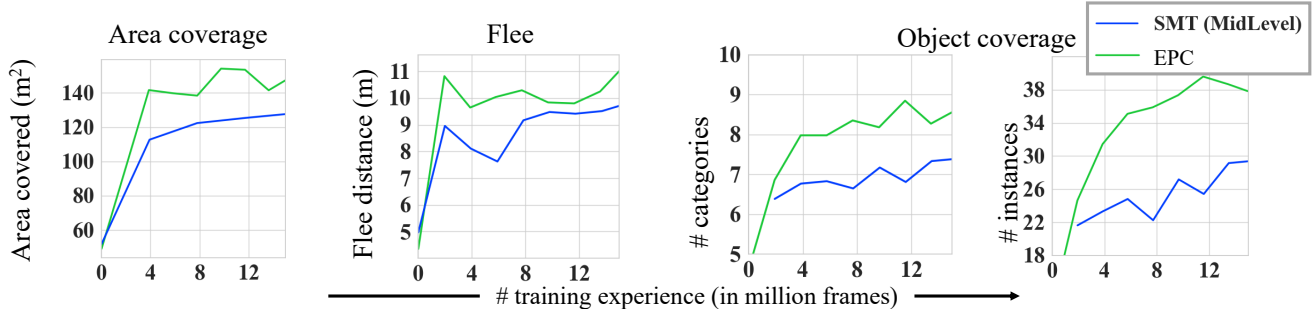 Area coverage
Flee
Object coverage
SMT (MidLevel)
EPC
Area covered (m²)
140
120
100
80
60
0 4 8 12
Flee distance (m)
11
10
9
8
7
6
5
0 4 8 12
# categories
10
9
8
7
6
5
0 4 8 12
# instances
38
34
30
26
22
18
0 4 8 12
# training experience (in million frames)